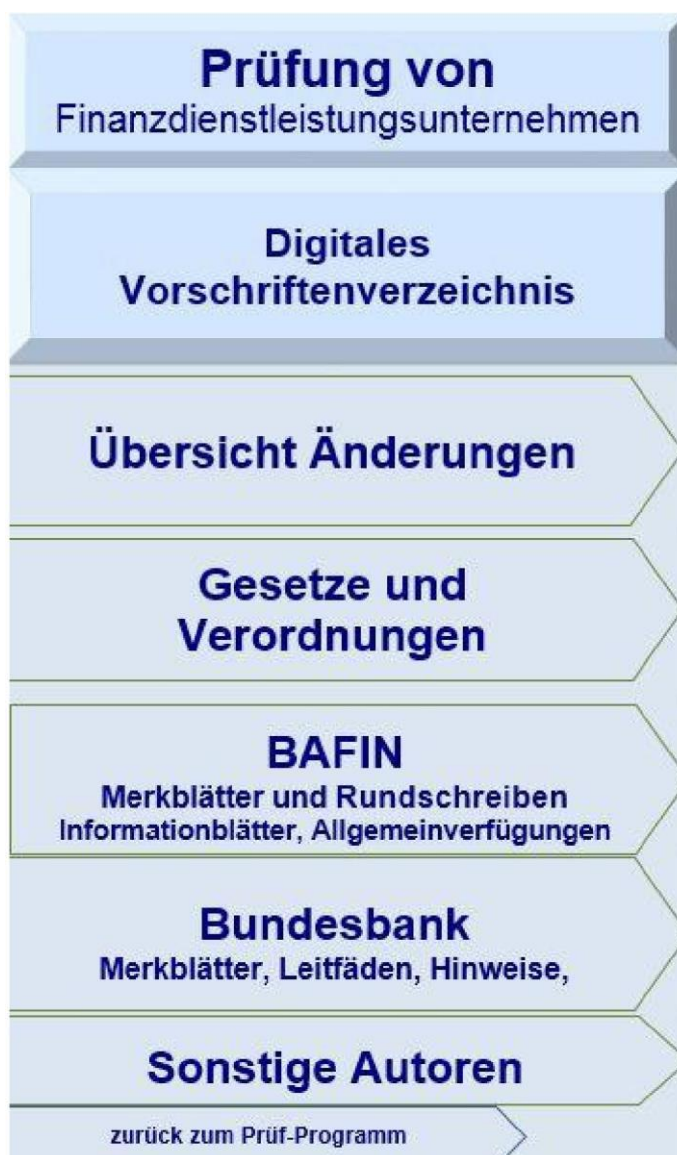 Prüfung von
Finanzdienstleistungsunternehmen
Digitales
Vorschriftenverzeichnis
Übersicht Änderungen
Gesetze und
Verordnungen
BAFIN
Merkblätter und Rundschreiben
Informationblätter, Allgemeinverfügungen
Bundesbank
Merkblätter, Leitfäden, Hinweise,
Sonstige Autoren
zurück zum Prüf-Programm